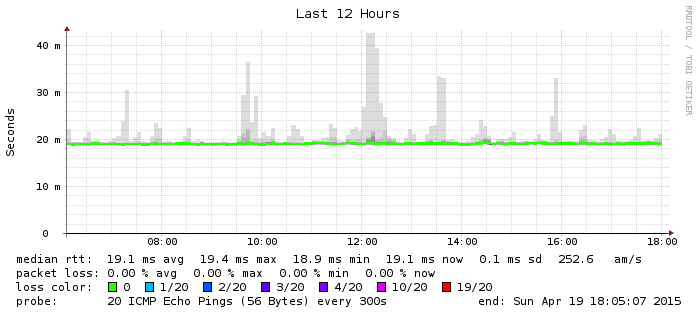 Last 12 Hours
RRDTOOL / TOBI OETIKER
Seconds
40 m
30 m
20 m
10 m
0
08:00 10:00 12:00 14:00 16:00 18:00
median rtt: 19.1 ms avg 19.4 ms max 18.9 ms min 19.1 ms now 0.1 ms sd 252.6 am/s
packet loss: 0.00 % avg 0.00 % max 0.00 % min 0.00 % now
loss color: 0 1/20 2/20 3/20 4/20 10/20 19/20
probe: 20 ICMP Echo Pings (56 Bytes) every 300s end: Sun Apr 19 18:05:07 2015